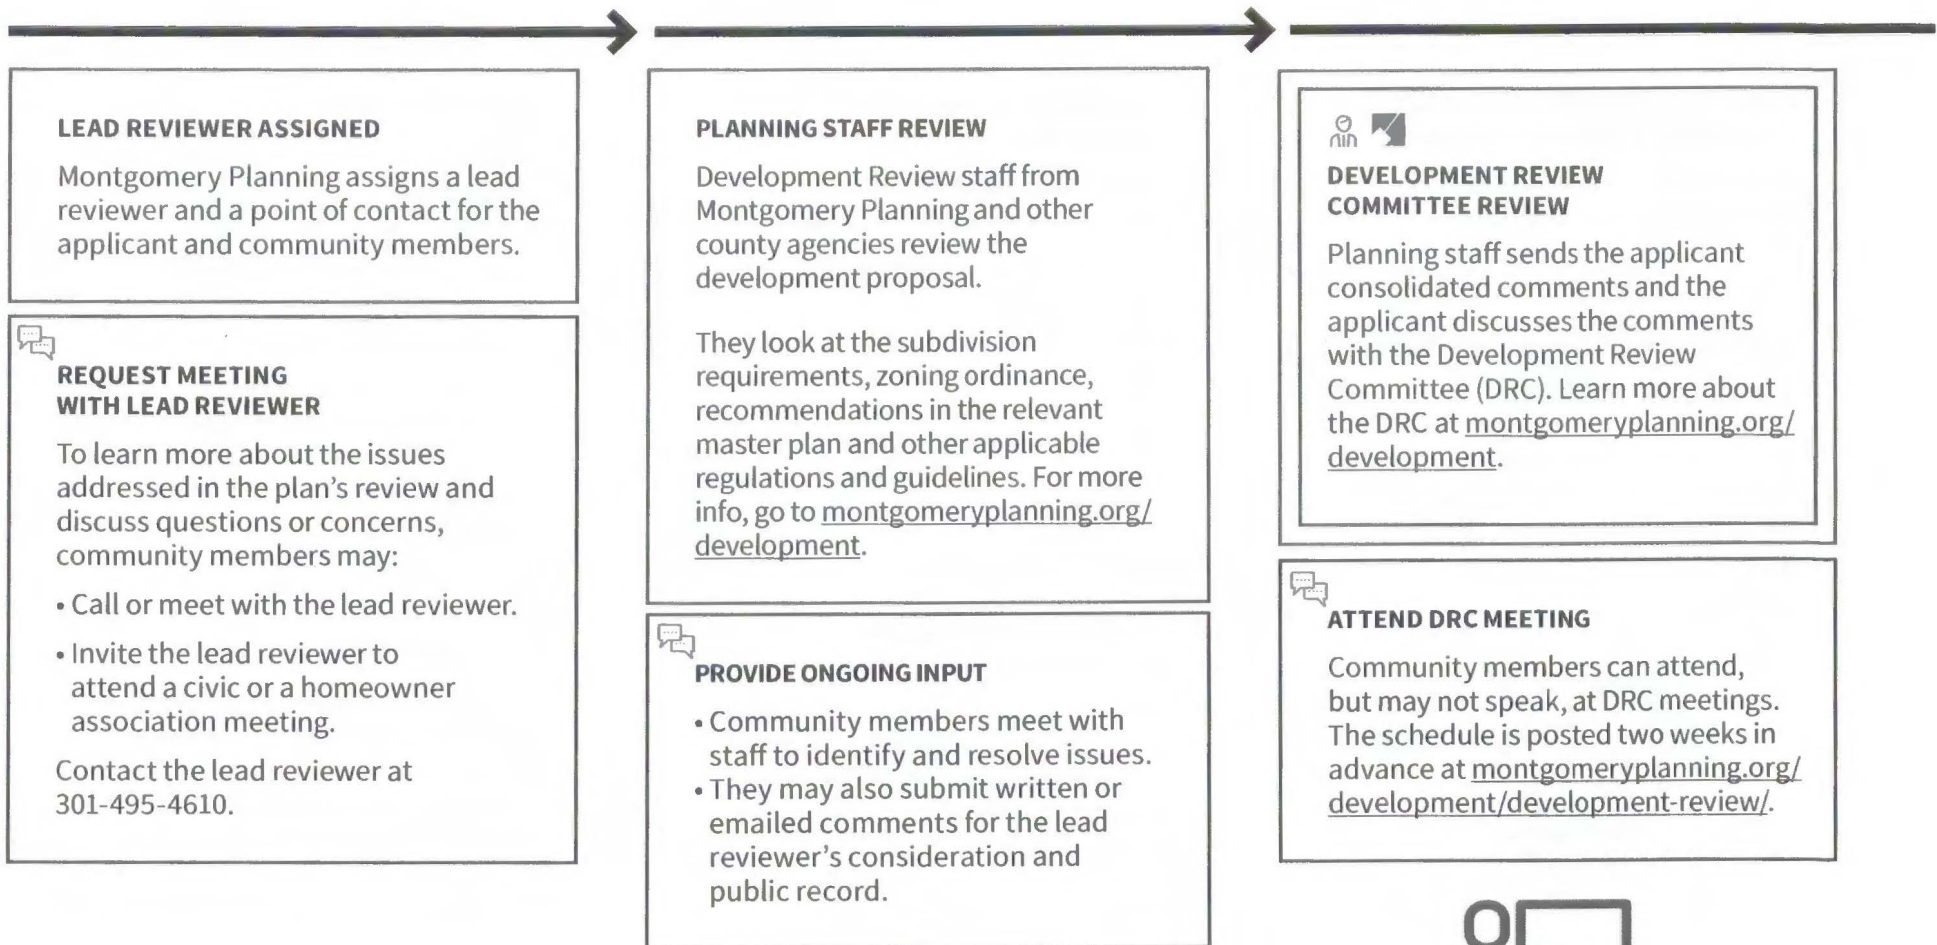 LEAD REVIEWER ASSIGNED
Montgomery Planning assigns a lead
reviewer and a point of contact for the
applicant and community members.
REQUEST MEETING
WITH LEAD REVIEWER
To learn more about the issues
addressed in the plan's review and
discuss questions or concerns,
community members may:
• Call or meet with the lead reviewer.
• Invite the lead reviewer to
attend a civic or a homeowner
association meeting.
Contact the lead reviewer at
301-495-4610.
PLANNING STAFF REVIEW
Development Review staff from
Montgomery Planning and other
county agencies review the
development proposal.
They look at the subdivision
requirements, zoning ordinance,
recommendations in the relevant
master plan and other applicable
regulations and guidelines. For more
info, go to montgomeryplanning.org/
development.
PROVIDE ONGOING INPUT
• Community members meet with
staff to identify and resolve issues.
• They may also submit written or
emailed comments for the lead
reviewer's consideration and
public record.
DEVELOPMENT REVIEW
COMMITTEE REVIEW
Planning staff sends the applicant
consolidated comments and the
applicant discusses the comments
with the Development Review
Committee (DRC). Learn more about
the DRC at montgomeryplanning.org/
development.
ATTEND DRC MEETING
Community members can attend,
but may not speak, at DRC meetings.
The schedule is posted two weeks in
advance at montgomeryplanning.org/
development/development-review/.